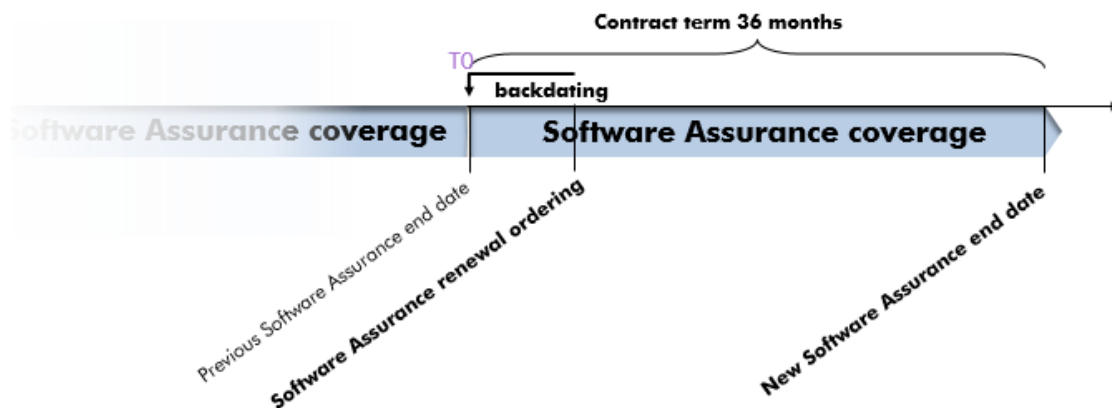 Contract term 36 months
T0
backdating
Software Assurance coverage
Software Assurance coverage
Previous Software Assurance end date
Software Assurance renewal ordering
New Software Assurance end date